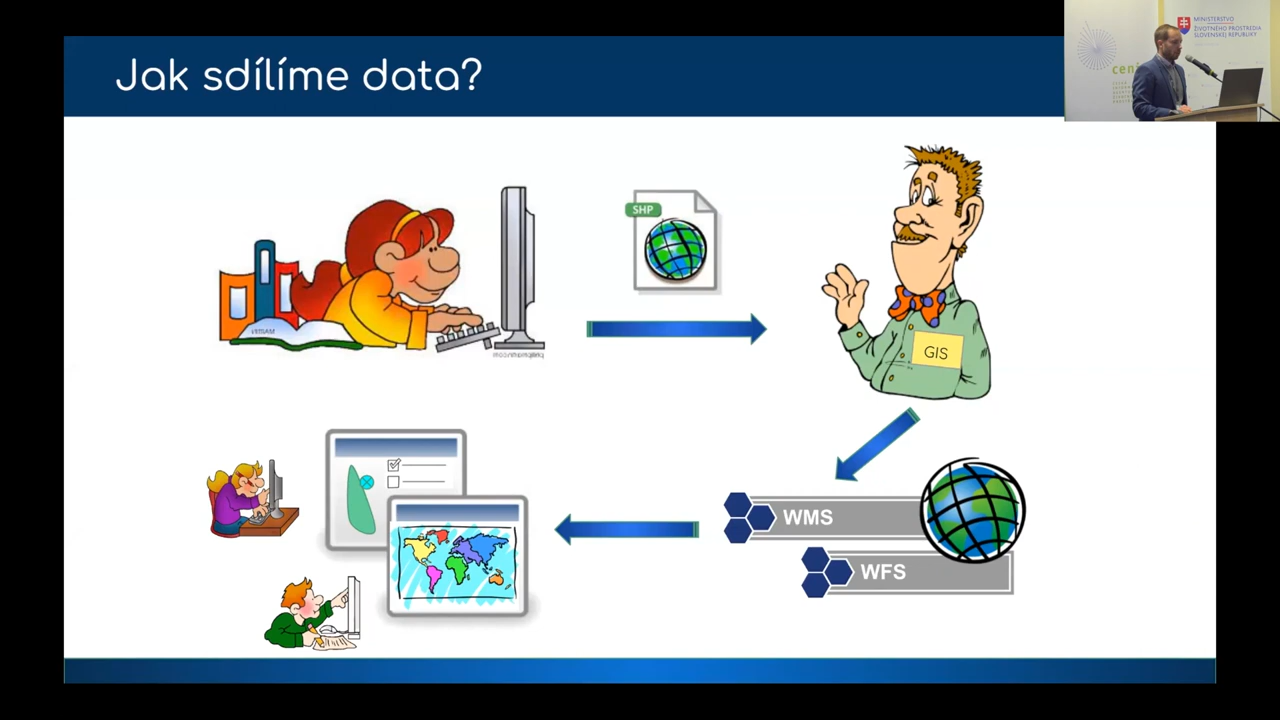 Jak sdílíme data?
MINISTERSTVO
ŽIVOTNÉHO PROSTREDIA
SLOVENSKEJ REPUBLIKY
SHP
GIS
WMS
WFS